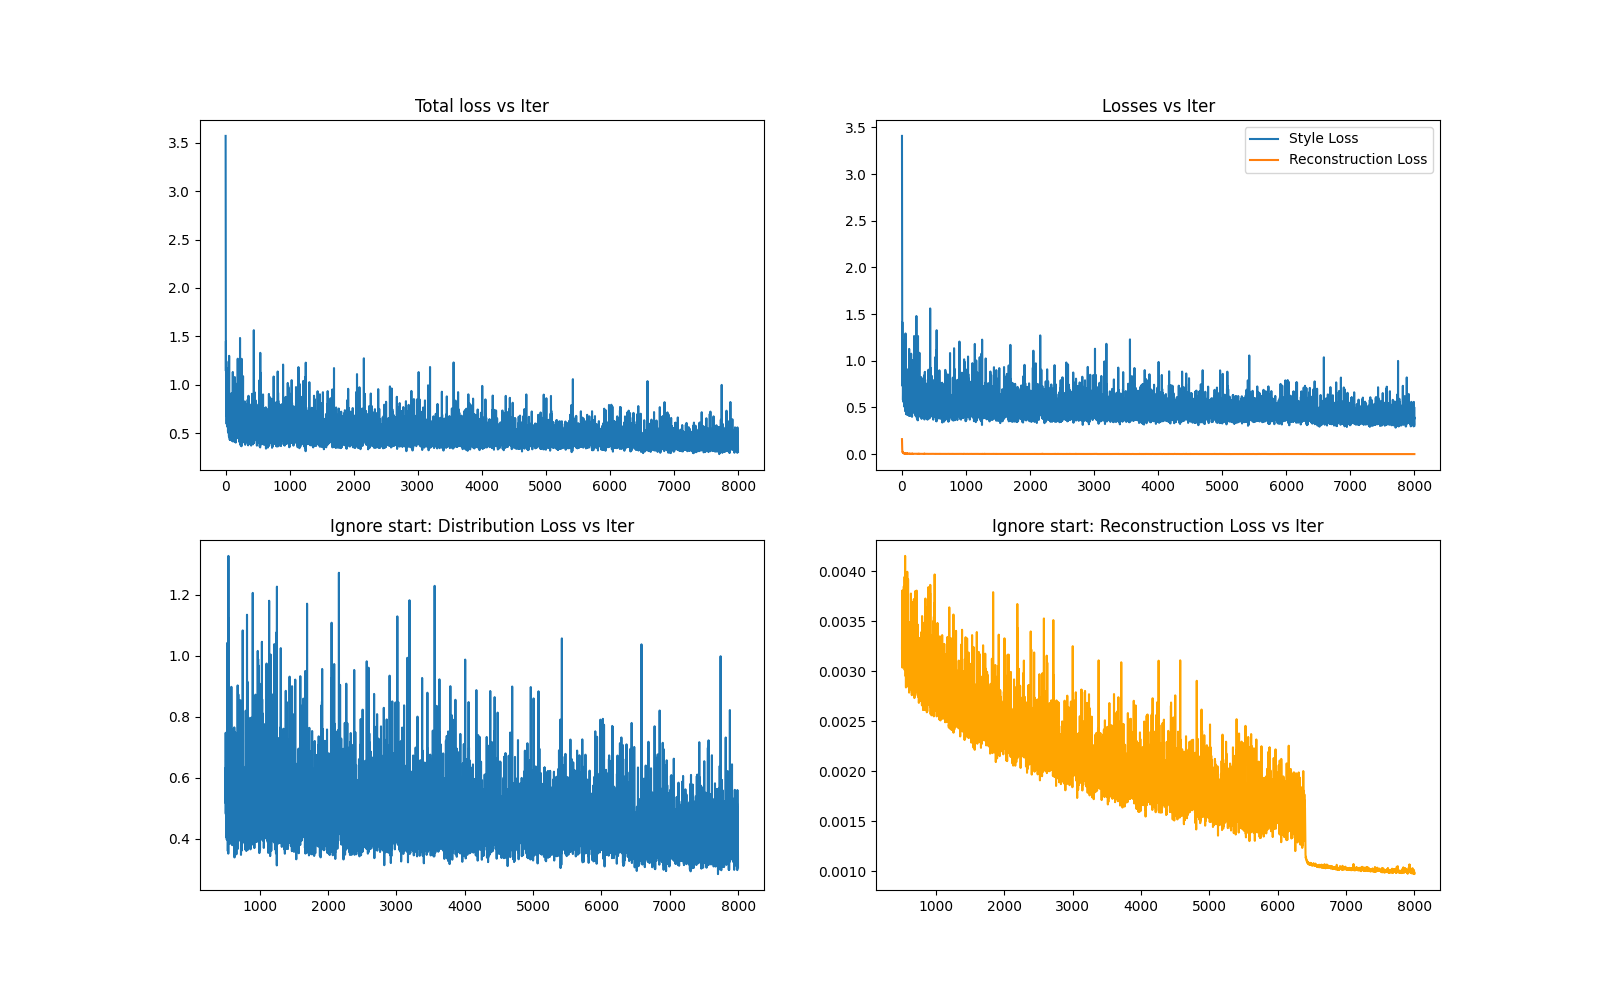 Total loss vs Iter
3.5
3.0
2.5
2.0
1.5
1.0
0.5
0 1000 2000 3000 4000 5000 6000 7000 8000
Losses vs Iter
Style Loss
Reconstruction Loss
3.5
3.0
2.5
2.0
1.5
1.0
0.5
0.0
0 1000 2000 3000 4000 5000 6000 7000 8000
Ignore start: Distribution Loss vs Iter
1.2
1.0
0.8
0.6
0.4
1000 2000 3000 4000 5000 6000 7000 8000
Ignore start: Reconstruction Loss vs Iter
0.0040
0.0035
0.0030
0.0025
0.0020
0.0015
0.0010
1000 2000 3000 4000 5000 6000 7000 8000